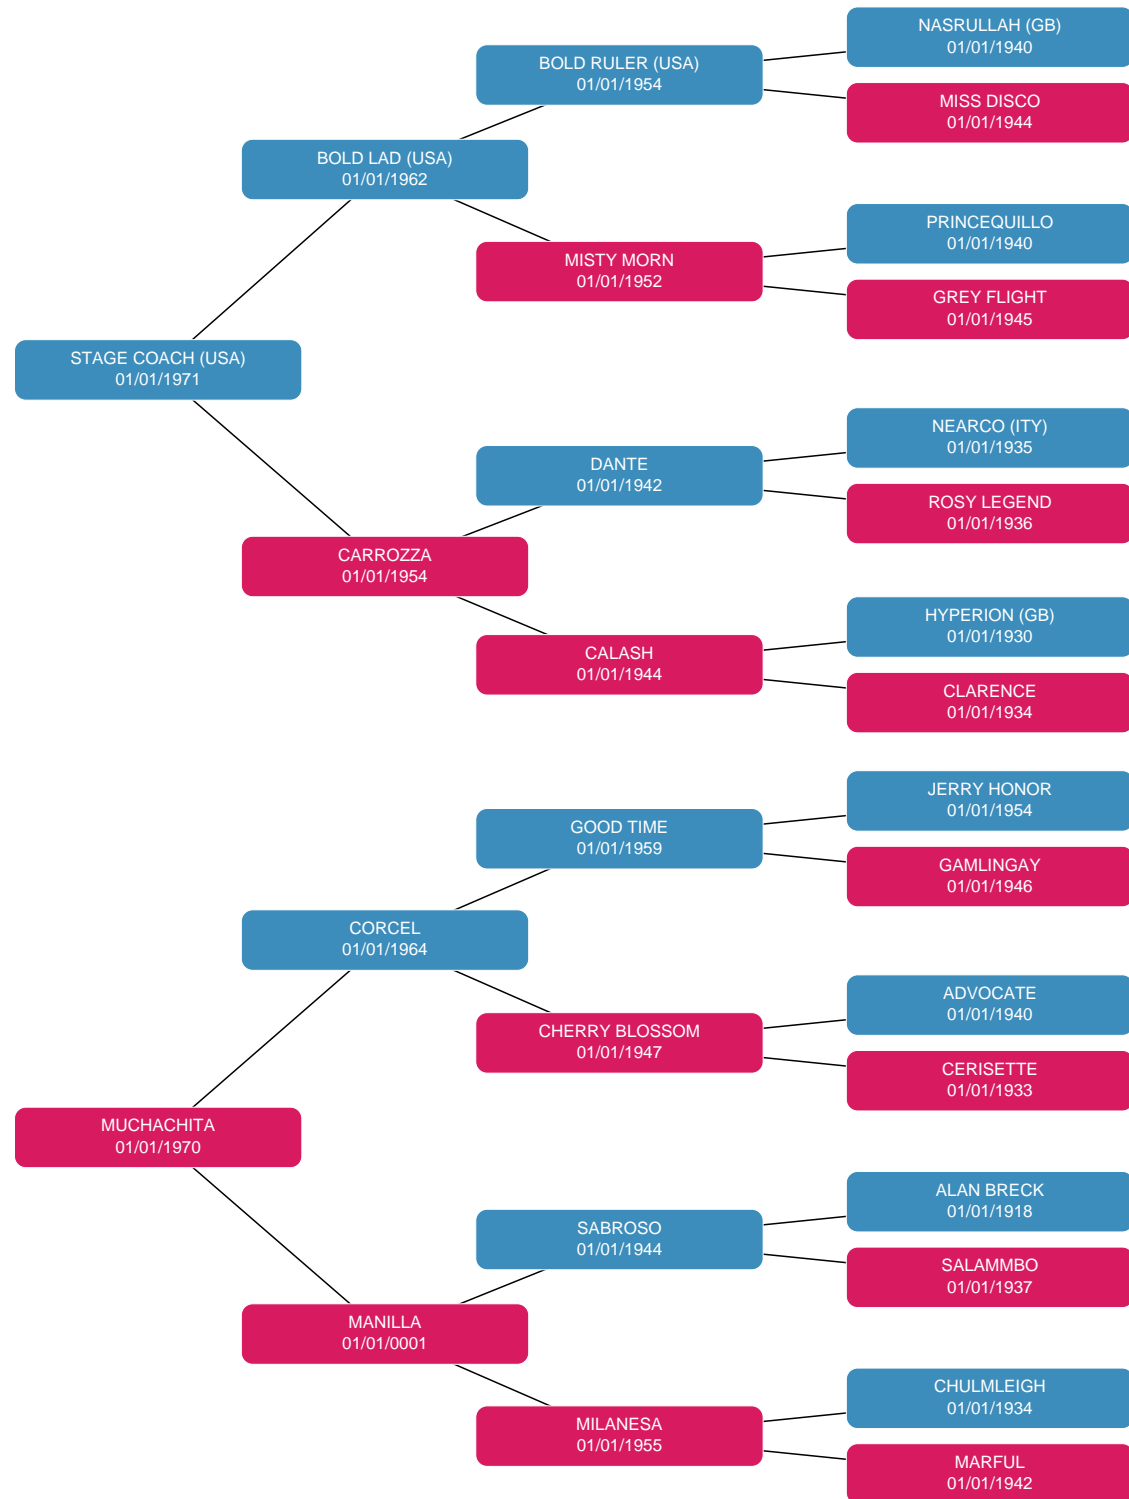 NASRULLAH (GB)
01/01/1940
BOLD RULER (USA)
01/01/1954
MISS DISCO
01/01/1944
BOLD LAD (USA)
01/01/1962
PRINCEQUILLO
01/01/1940
MISTY MORN
01/01/1952
GREY FLIGHT
01/01/1945
STAGE COACH (USA)
01/01/1971
NEARCO (ITY)
01/01/1935
DANTE
01/01/1942
ROSY LEGEND
01/01/1936
CARROZZA
01/01/1954
HYPERION (GB)
01/01/1930
CALASH
01/01/1944
CLARENCE
01/01/1934
JERRY HONOR
01/01/1954
GOOD TIME
01/01/1959
GAMLINGAY
01/01/1946
CORCEL
01/01/1964
ADVOCATE
01/01/1940
CHERRY BLOSSOM
01/01/1947
CERISETTE
01/01/1933
MUCHACHITA
01/01/1970
ALAN BRECK
01/01/1918
SABROSO
01/01/1944
SALAMMBO
01/01/1937
MANILLA
01/01/0001
CHULMLEIGH
01/01/1934
MILANESA
01/01/1955
MARFUL
01/01/1942